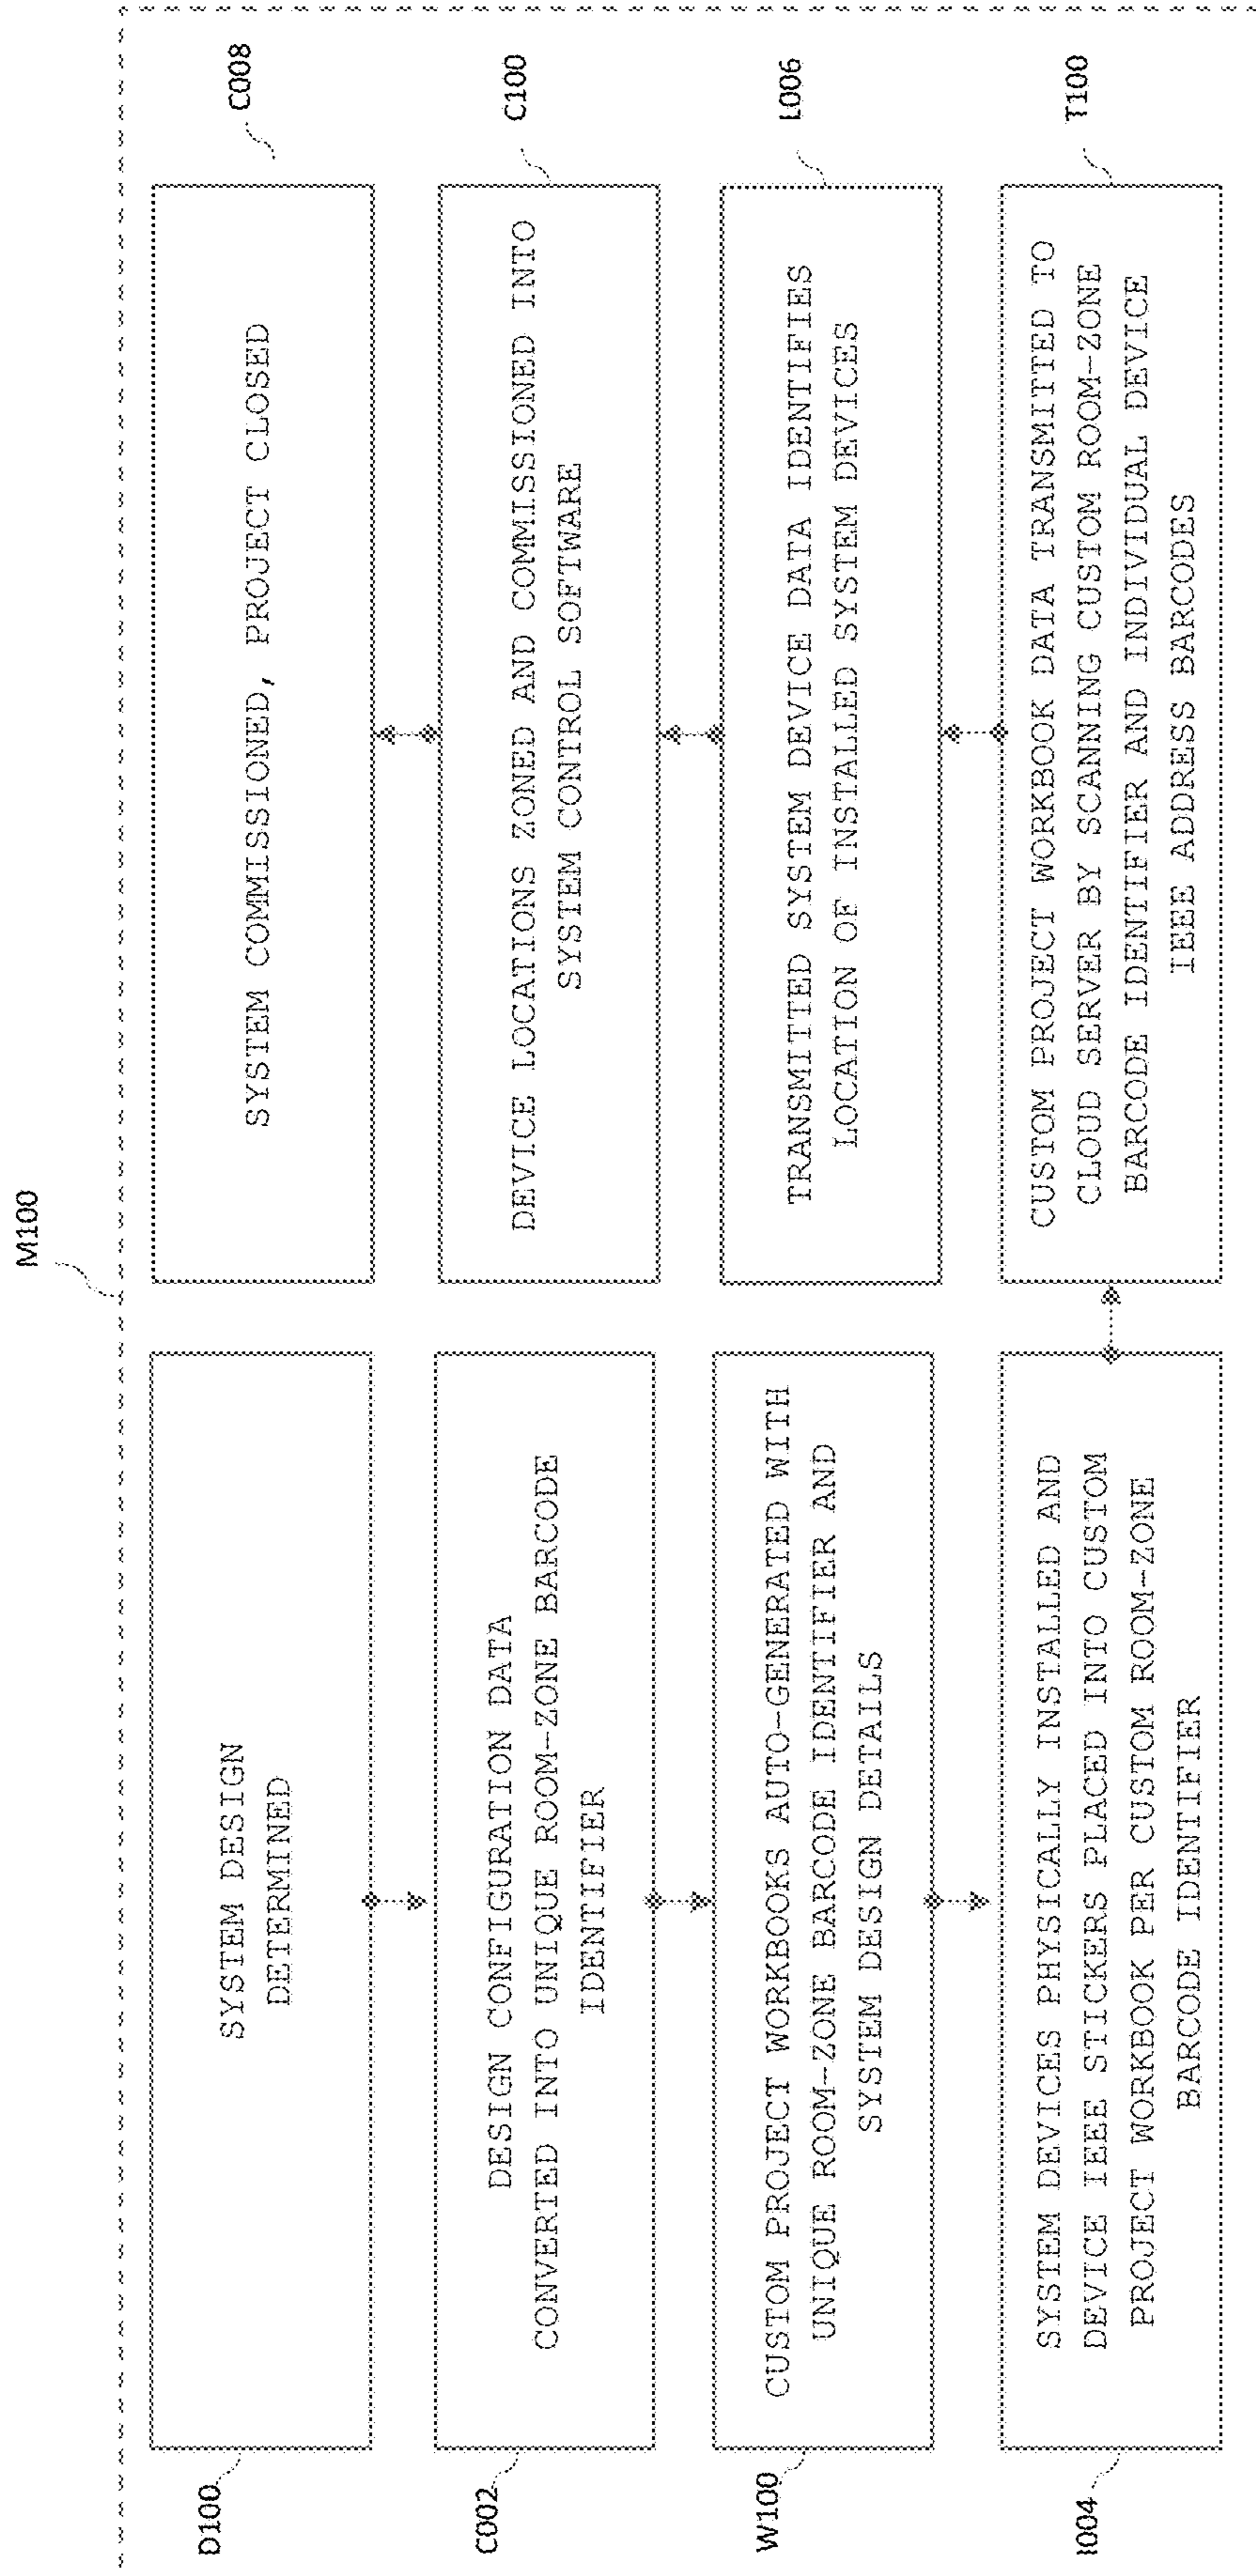 M100
D100
SYSTEM DESIGN
DETERMINED
C002
DESIGN CONFIGURATION DATA
CONVERTED INTO UNIQUE ROOM-ZONE BARCODE
IDENTIFIER
W100
CUSTOM PROJECT WORKBOOKS AUTO-GENERATED WITH
UNIQUE ROOM-ZONE BARCODE IDENTIFIER AND
SYSTEM DESIGN DETAILS
I004
SYSTEM DEVICES PHYSICALLY INSTALLED AND
DEVICE IEEE STICKERS PLACED INTO CUSTOM
PROJECT WORKBOOK PER CUSTOM ROOM-ZONE
BARCODE IDENTIFIER
T100
CUSTOM PROJECT WORKBOOK DATA TRANSMITTED TO
CLOUD SERVER BY SCANNING CUSTOM ROOM-ZONE
BARCODE IDENTIFIER AND INDIVIDUAL DEVICE
IEEE ADDRESS BARCODES
L006
TRANSMITTED SYSTEM DEVICE DATA IDENTIFIES
LOCATION OF INSTALLED SYSTEM DEVICES
C100
DEVICE LOCATIONS ZONED AND COMMISSIONED INTO
SYSTEM CONTROL SOFTWARE
C008
SYSTEM COMMISSIONED, PROJECT CLOSED